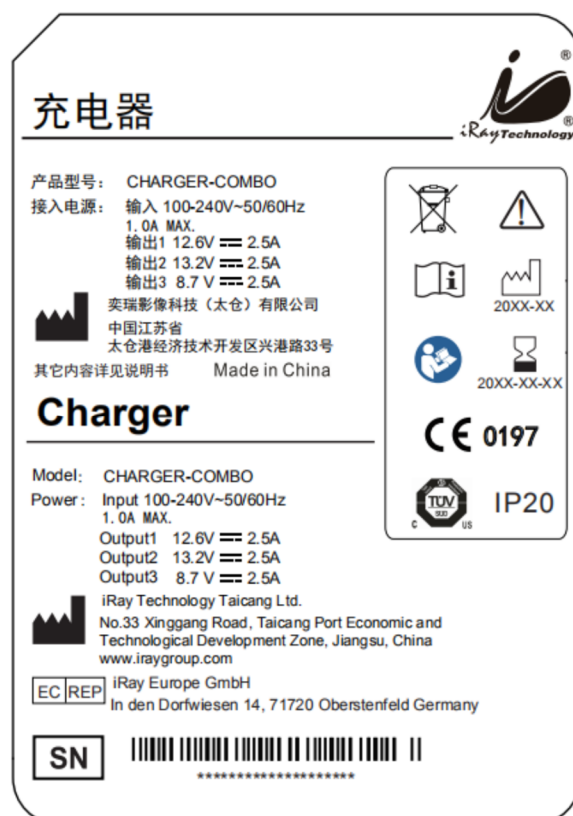 充电器
iRayTechnology
®
®
产品型号： CHARGER-COMBO
接入电源： 输入 100-240V~50/60Hz
1.0A MAX.
输出1 12.6V ⎓ 2.5A
输出2 13.2V ⎓ 2.5A
输出3 8.7 V ⎓ 2.5A
奕瑞影像科技（太仓）有限公司
中国江苏省
太仓港经济技术开发区兴港路33号
其它内容详见说明书 Made in China
20XX-XX
20XX-XX-XX
CE 0197
TÜV
SUD
C US
IP20
Charger
Model: CHARGER-COMBO
Power: Input 100-240V~50/60Hz
1.0A MAX.
Output1 12.6V ⎓ 2.5A
Output2 13.2V ⎓ 2.5A
Output3 8.7 V ⎓ 2.5A
iRay Technology Taicang Ltd.
No.33 Xinggang Road, Taicang Port Economic and
Technological Development Zone, Jiangsu, China
www.iraygroup.com
EC REP iRay Europe GmbH
In den Dorfwiesen 14, 71720 Oberstenfeld Germany
SN
********************